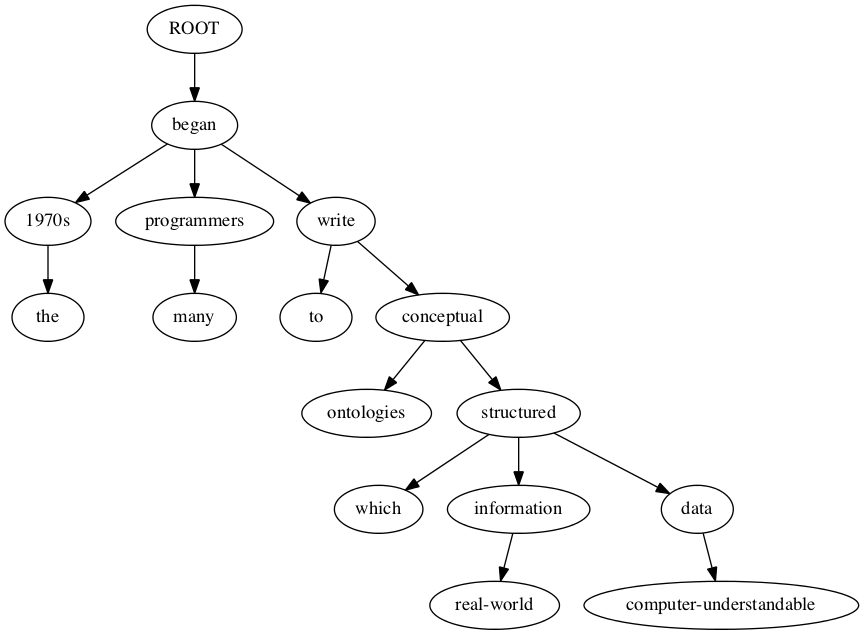 ROOT
began
1970s programmers write
the many to conceptual
ontologies structured
which information data
real-world computer-understandable